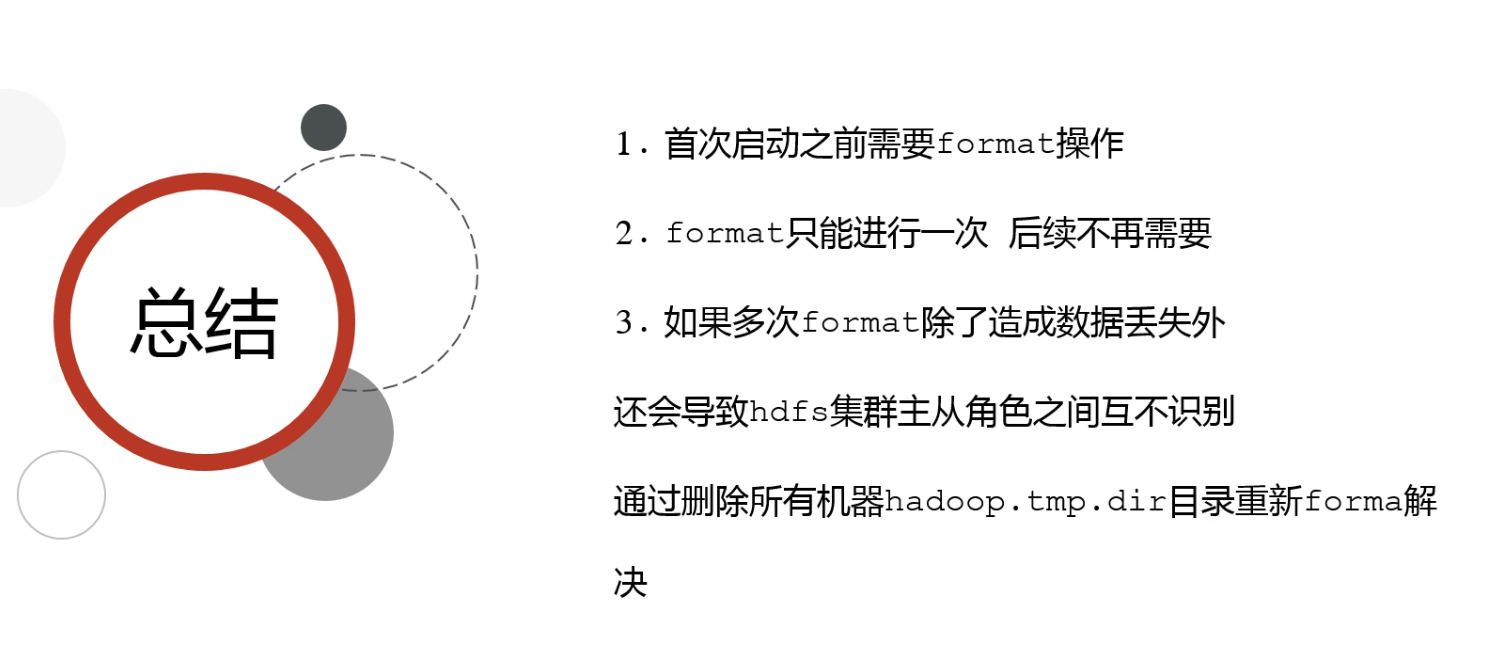 总结
1. 首次启动之前需要format操作
2. format只能进行一次 后续不再需要
3. 如果多次format除了造成数据丢失外
还会导致hdfs集群主从角色之间互不识别
通过删除所有机器hadoop.tmp.dir目录重新forma解
决